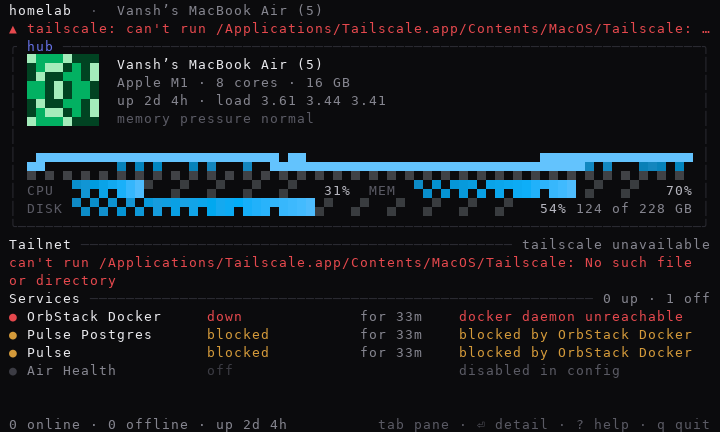 homelab · Vansh’s MacBook Air (5)
▲ tailscale: can't run /Applications/Tailscale.app/Contents/MacOS/Tailscale: …
hub
Vansh’s MacBook Air (5)
Apple M1 · 8 cores · 16 GB
up 2d 4h · load 3.61 3.44 3.41
memory pressure normal
CPU 31% MEM 70%
DISK 54% 124 of 228 GB
Tailnet tailscale unavailable
can't run /Applications/Tailscale.app/Contents/MacOS/Tailscale: No such file
or directory
Services 0 up · 1 off
● OrbStack Docker down for 33m docker daemon unreachable
● Pulse Postgres blocked for 33m blocked by OrbStack Docker
● Pulse blocked for 33m blocked by OrbStack Docker
● Air Health off disabled in config
0 online · 0 offline · up 2d 4h tab pane · ⏎ detail · ? help · q quit